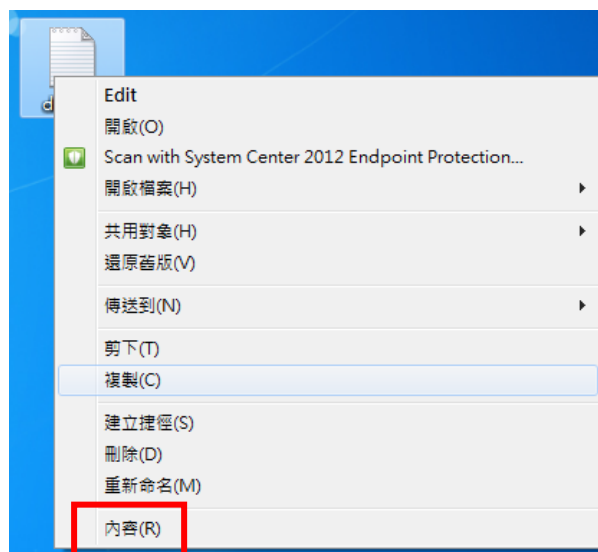 Edit
開啟(O)
Scan with System Center 2012 Endpoint Protection...
開啟檔案(H)
共用對象(H)
還原舊版(V)
傳送到(N)
剪下(T)
複製(C)
建立捷徑(S)
刪除(D)
重新命名(M)
內容(R)